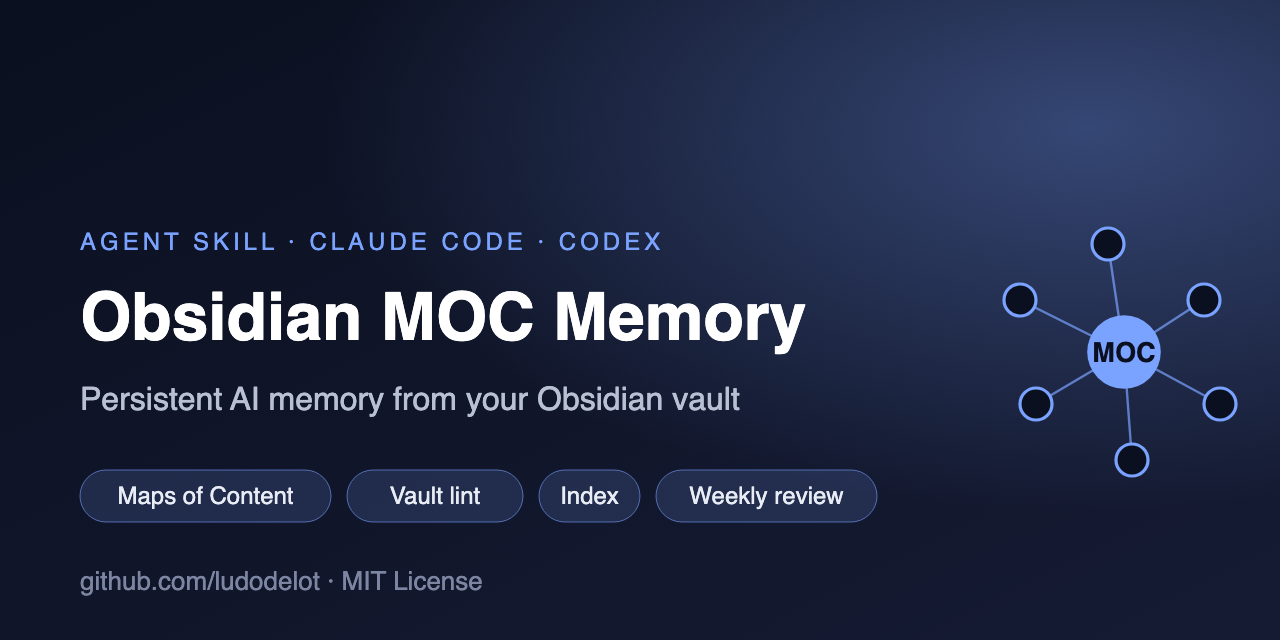 AGENT SKILL · CLAUDE CODE · CODEX
Obsidian MOC Memory
Persistent AI memory from your Obsidian vault
Maps of Content
Vault lint
Index
Weekly review
github.com/ludodelot · MIT License
MOC